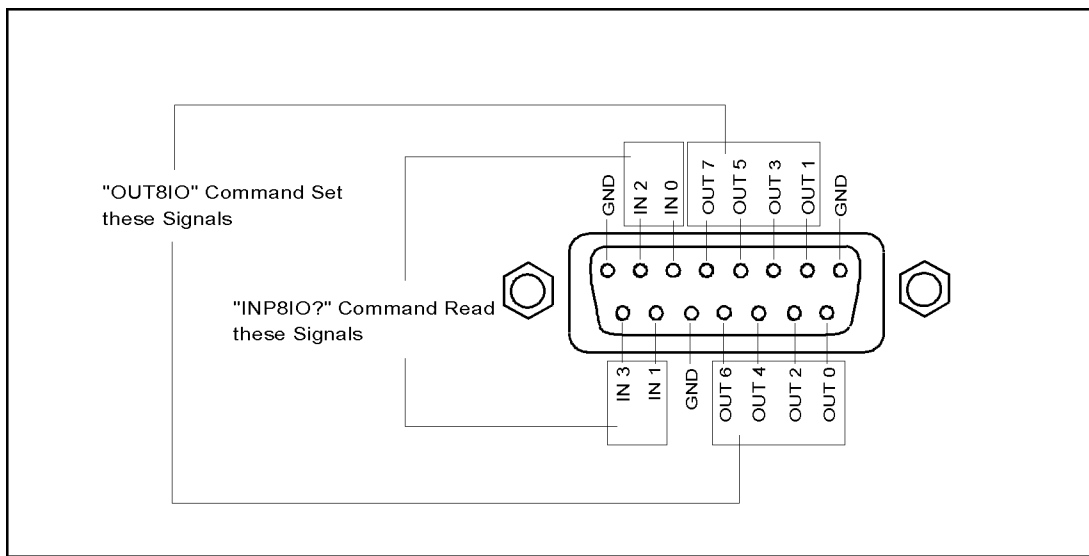 "OUT8IO" Command Set
these Signals
"INP8IO?" Command Read
these Signals
GND
IN 2
IN 0
OUT 7
OUT 5
OUT 3
OUT 1
GND
IN 3
IN 1
GND
OUT 6
OUT 4
OUT 2
OUT 0